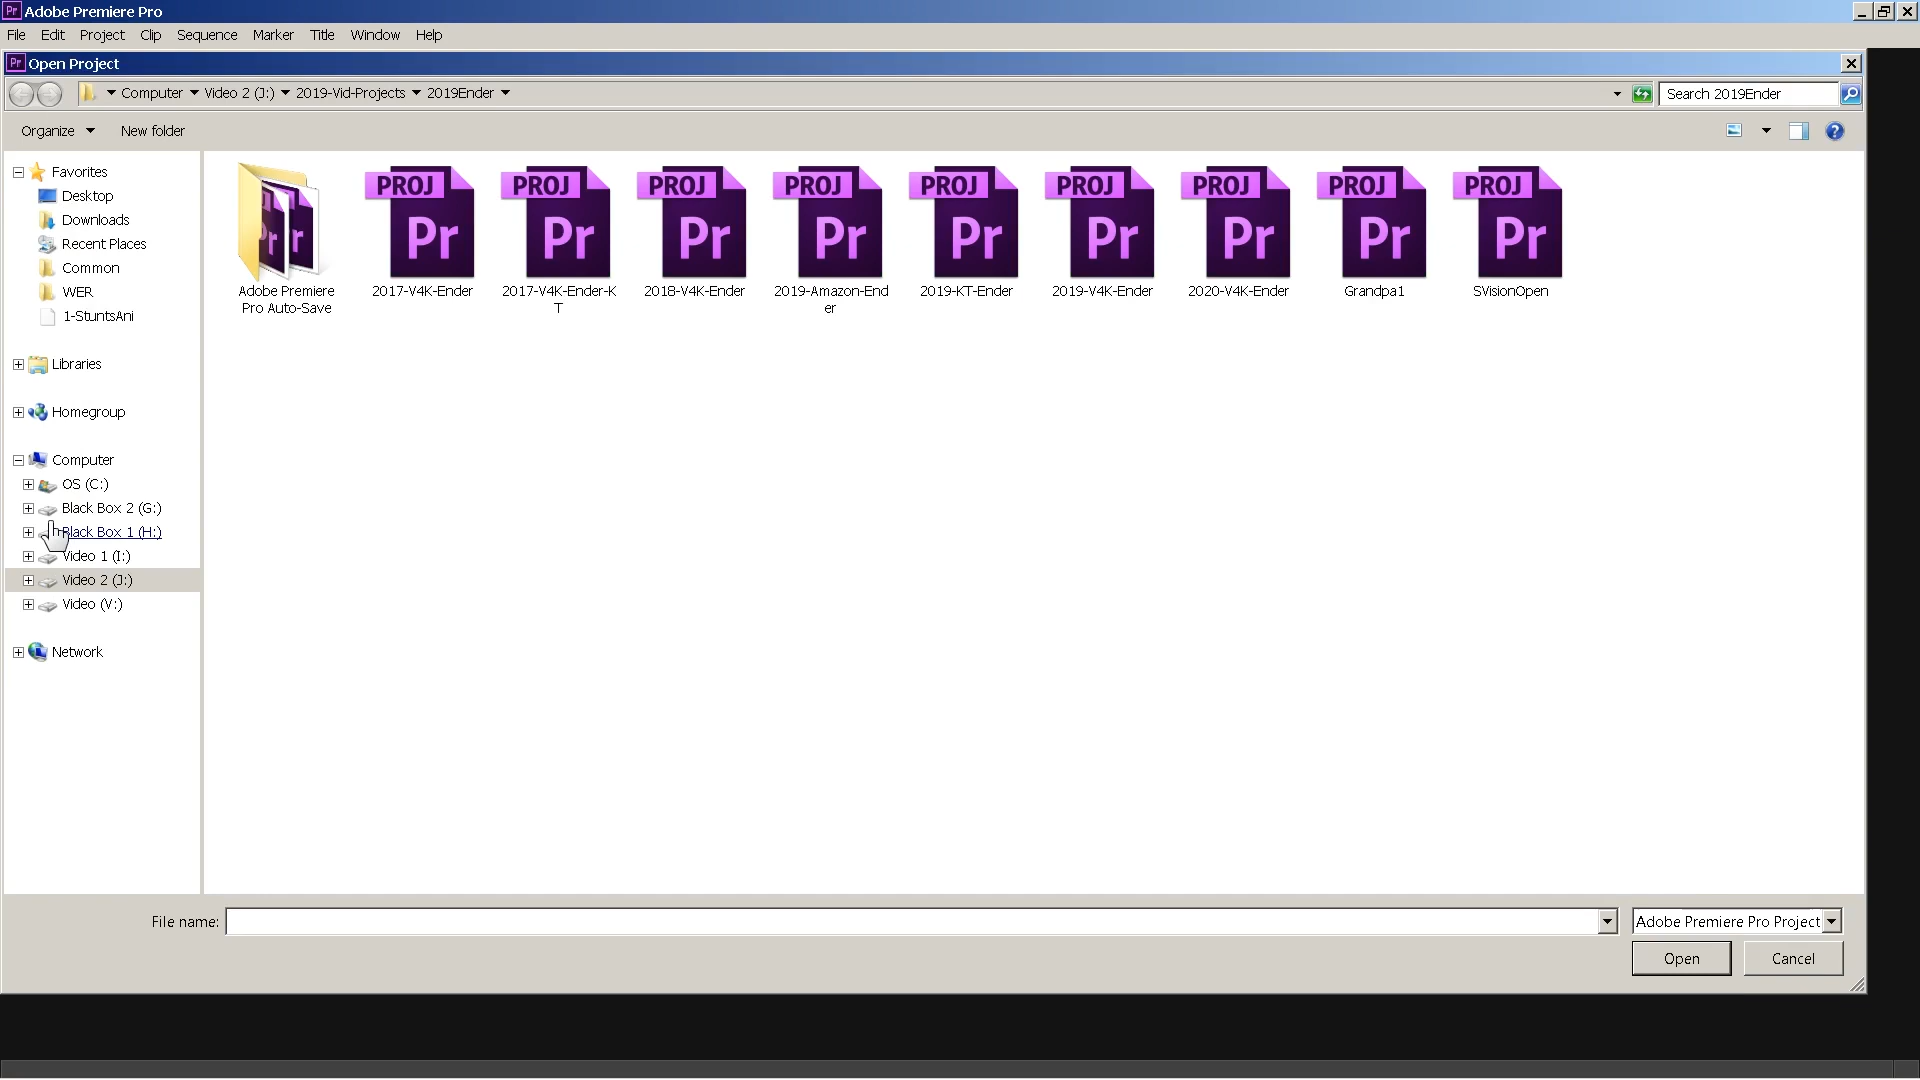 Pr Adobe Premiere Pro
File Edit Project Clip Sequence Marker Title Window Help
Pr Open Project
Computer Video 2 (J:) 2019-Vid-Projects 2019Ender
Search 2019Ender
Organize New folder
Favorites
Desktop
Downloads
Recent Places
Common
WER
1-StuntsAni
Libraries
Homegroup
Computer
OS (C:)
Black Box 2 (G:)
Black Box 1 (H:)
Video 1 (I:)
Video 2 (J:)
Video (V:)
Network
PROJ PROJ PROJ PROJ PROJ PROJ PROJ PROJ PROJ
Pr Pr Pr Pr Pr Pr Pr Pr Pr
Adobe Premiere
Pro Auto-Save
2017-V4K-Ender
2017-V4K-Ender-K
T
2018-V4K-Ender
2019-Amazon-End
er
2019-KT-Ender
2019-V4K-Ender
2020-V4K-Ender
Grandpa1
SVisionOpen
File name:
Adobe Premiere Pro Project
Open Cancel